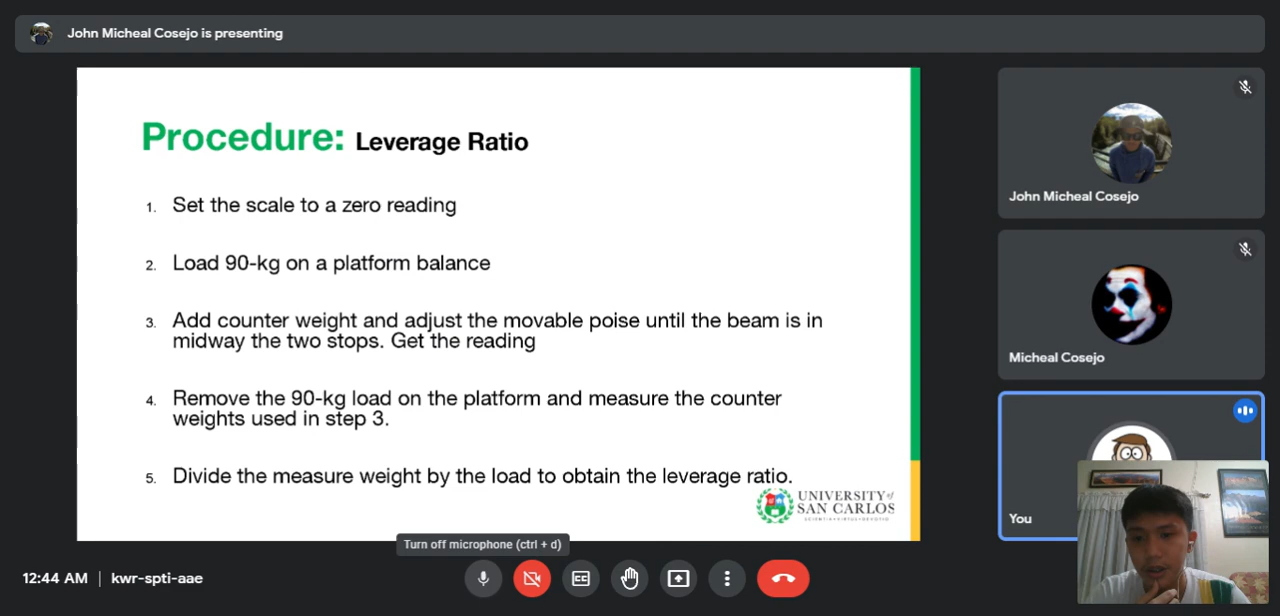 John Micheal Cosejo is presenting
Procedure: Leverage Ratio
1. Set the scale to a zero reading
2. Load 90-kg on a platform balance
3. Add counter weight and adjust the movable poise until the beam is in
midway the two stops. Get the reading
4. Remove the 90-kg load on the platform and measure the counter
weights used in step 3.
5. Divide the measure weight by the load to obtain the leverage ratio.
UNIVERSITY of
SAN CARLOS
SCIENTIA•VIRTUS•DEVOTIO
John Micheal Cosejo
Micheal Cosejo
You
Turn off microphone (ctrl + d)
12:44 AM | kwr-spti-aae
CC